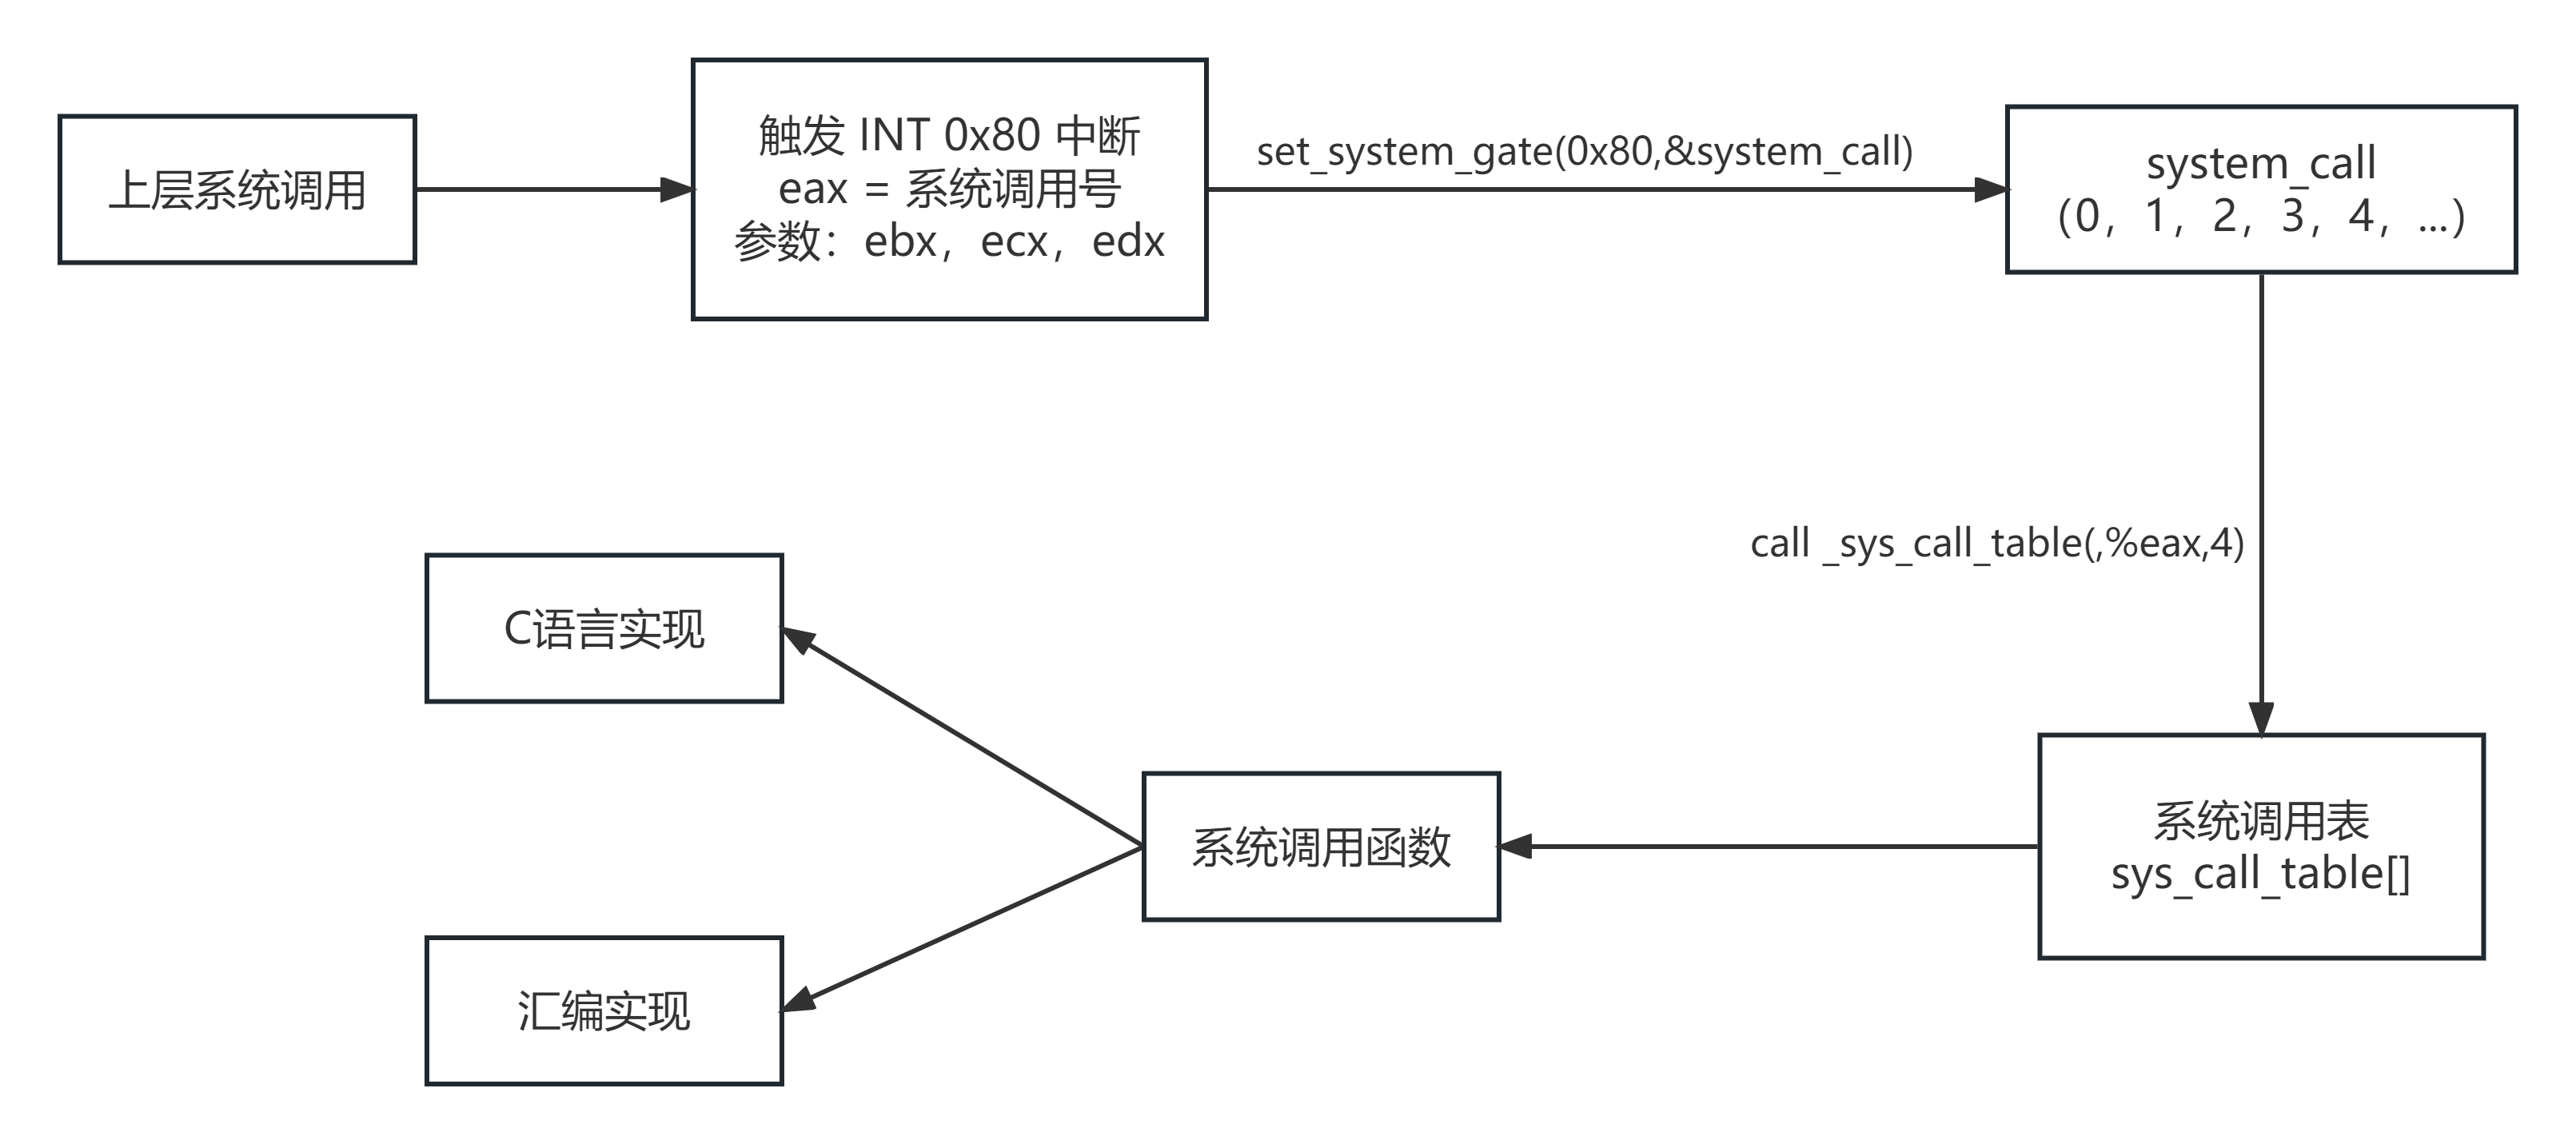 上层系统调用
触发 INT 0x80 中断
eax = 系统调用号
参数：ebx，ecx，edx
set_system_gate(0x80,&system_call)
system_call
（0，1，2，3，4，...）
call _sys_call_table(,%eax,4)
系统调用表
sys_call_table[]
系统调用函数
C语言实现
汇编实现